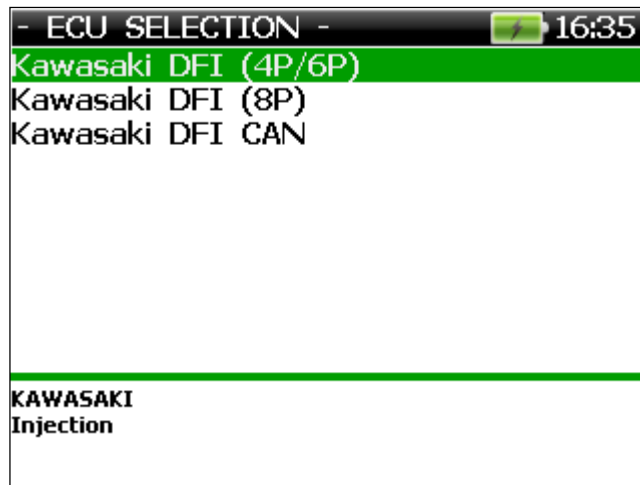 - ECU SELECTION - 16:35
Kawasaki DFI (4P/6P)
Kawasaki DFI (8P)
Kawasaki DFI CAN
KAWASAKI
Injection